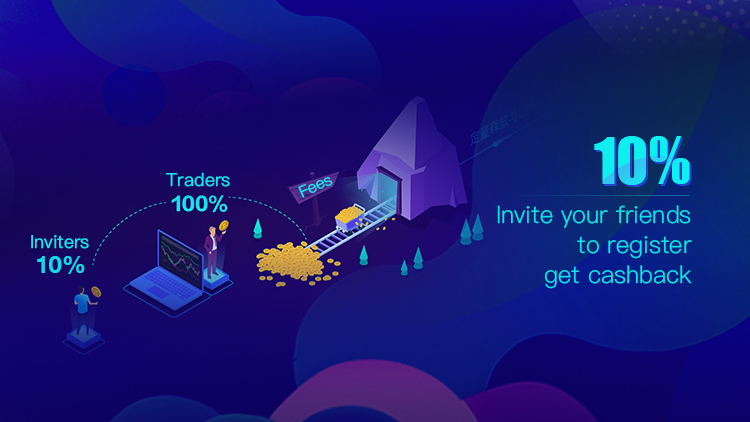 Fees
Traders
100%
Inviters
10%
10%
Invite your friends
to register
get cashback